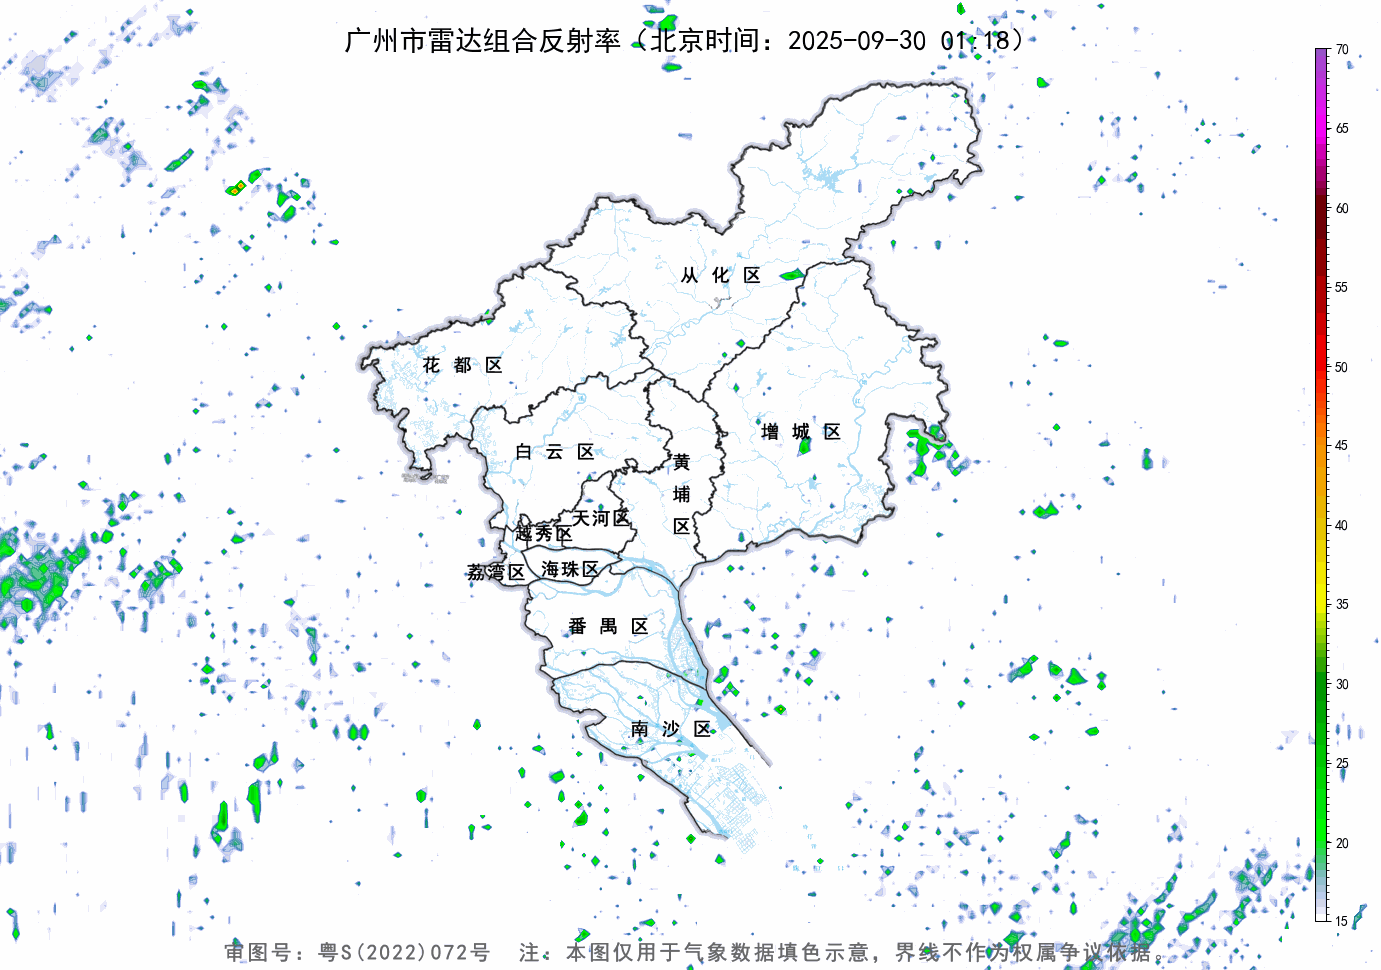 广州市雷达组合反射率（北京时间：2025-09-30 01:18）
70
65
60
55
50
45
40
35
30
25
20
15
从 化 区
花 都 区
增 城 区
白 云 区
黄
埔
区
天河区
越秀区
荔湾区
海珠区
番 禺 区
南 沙 区
审图号：粤S(2022)072号 注：本图仅用于气象数据填色示意，界线不作为权属争议依据。